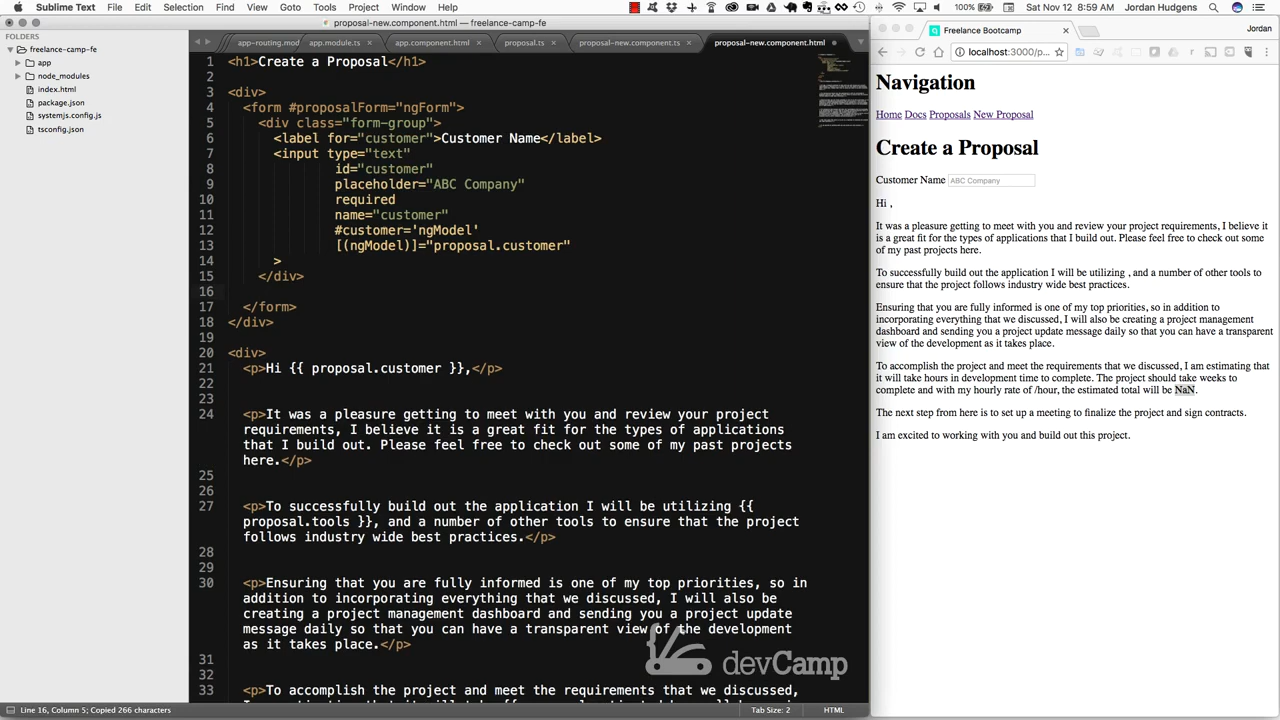 Sublime Text File Edit Selection Find View Goto Tools Project Window Help
100% Sat Nov 12 8:59 AM Jordan Hudgens
proposal-new.component.html — freelance-camp-fe
FOLDERS
freelance-camp-fe
app
node_modules
index.html
package.json
systemjs.config.js
tsconfig.json
app-routing.mod app.module.ts app.component.html proposal.ts proposal-new.component.ts proposal-new.component.html
1 <h1>Create a Proposal</h1>
2
3 <div>
4 <form #proposalForm="ngForm">
5 <div class="form-group">
6 <label for="customer">Customer Name</label>
7 <input type="text"
8 id="customer"
9 placeholder="ABC Company"
10 required
11 name="customer"
12 #customer='ngModel'
13 [(ngModel)]="proposal.customer"
14 >
15 </div>
16
17 </form>
18 </div>
19
20 <div>
21 <p>Hi {{ proposal.customer }},</p>
22
23
24 <p>It was a pleasure getting to meet with you and review your project
requirements, I believe it is a great fit for the types of applications
that I build out. Please feel free to check out some of my past projects
here.</p>
25
26
27 <p>To successfully build out the application I will be utilizing {{
proposal.tools }}, and a number of other tools to ensure that the project
follows industry wide best practices.</p>
28
29
30 <p>Ensuring that you are fully informed is one of my top priorities, so in
addition to incorporating everything that we discussed, I will also be
creating a project management dashboard and sending you a project update
message daily so that you can have a transparent view of the development
as it takes place.</p>
31
32
33 <p>To accomplish the project and meet the requirements that we discussed,
devCamp
Line 16, Column 5; Copied 266 characters Tab Size: 2 HTML
Freelance Bootcamp Jordan
localhost:3000/p
Navigation
Home Docs Proposals New Proposal
Create a Proposal
Customer Name ABC Company
Hi ,
It was a pleasure getting to meet with you and review your project requirements, I believe it
is a great fit for the types of applications that I build out. Please feel free to check out some
of my past projects here.
To successfully build out the application I will be utilizing , and a number of other tools to
ensure that the project follows industry wide best practices.
Ensuring that you are fully informed is one of my top priorities, so in addition to
incorporating everything that we discussed, I will also be creating a project management
dashboard and sending you a project update message daily so that you can have a transparent
view of the development as it takes place.
To accomplish the project and meet the requirements that we discussed, I am estimating that
it will take hours in development time to complete. The project should take weeks to
complete and with my hourly rate of /hour, the estimated total will be NaN.
The next step from here is to set up a meeting to finalize the project and sign contracts.
I am excited to working with you and build out this project.